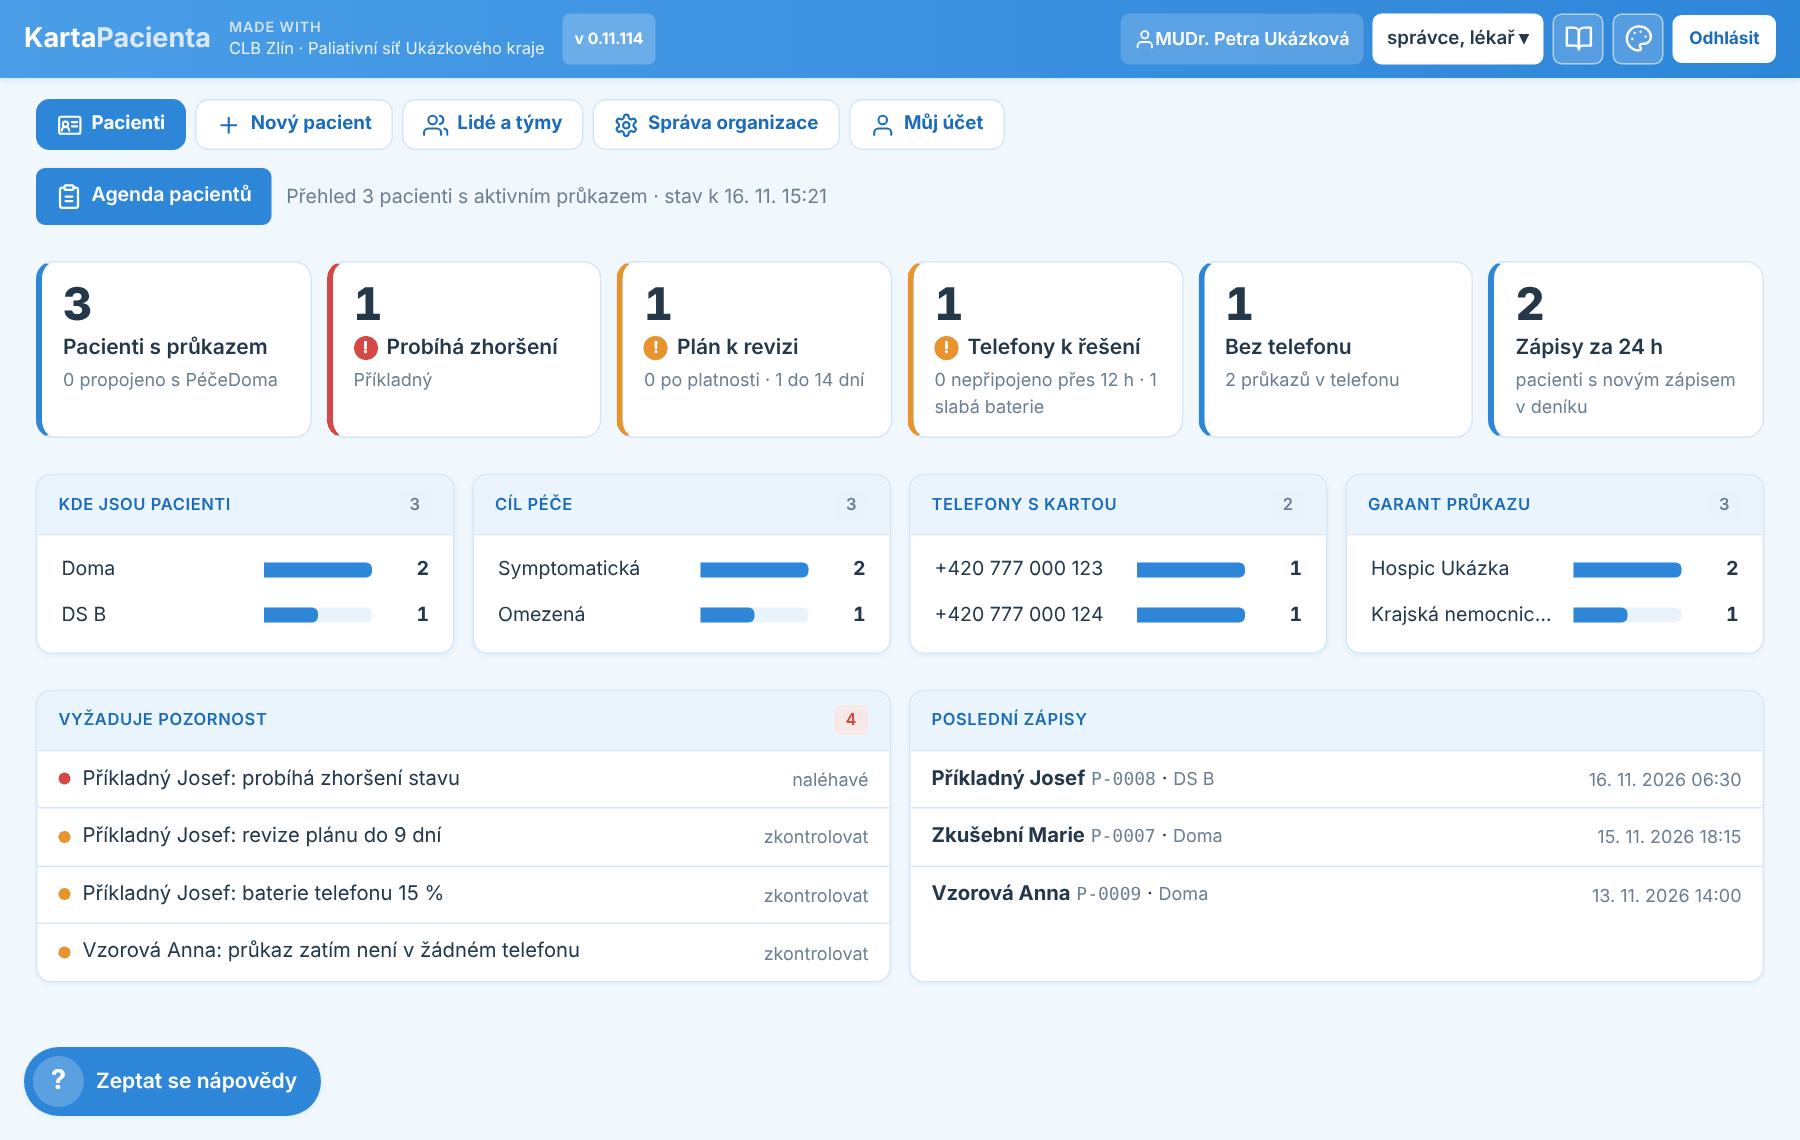 KartaPacienta
MADE WITH
CLB Zlín · Paliativní síť Ukázkového kraje
v 0.11.114
MUDr. Petra Ukázková
správce, lékař ▾
Odhlásit
Pacienti
Nový pacient
Lidé a týmy
Správa organizace
Můj účet
Agenda pacientů
Přehled 3 pacienti s aktivním průkazem · stav k 16. 11. 15:21
3
Pacienti s průkazem
0 propojeno s PéčeDoma
1
! Probíhá zhoršení
Příkladný
1
! Plán k revizi
0 po platnosti · 1 do 14 dní
1
! Telefony k řešení
0 nepřipojeno přes 12 h · 1
slabá baterie
1
Bez telefonu
2 průkazů v telefonu
2
Zápisy za 24 h
pacienti s novým zápisem
v deníku
KDE JSOU PACIENTI 3
Doma 2
DS B 1
CÍL PÉČE 3
Symptomatická 2
Omezená 1
TELEFONY S KARTOU 2
+420 777 000 123 1
+420 777 000 124 1
GARANT PRŮKAZU 3
Hospic Ukázka 2
Krajská nemocnic... 1
VYŽADUJE POZORNOST 4
Příkladný Josef: probíhá zhoršení stavu naléhavé
Příkladný Josef: revize plánu do 9 dní zkontrolovat
Příkladný Josef: baterie telefonu 15 % zkontrolovat
Vzorová Anna: průkaz zatím není v žádném telefonu zkontrolovat
POSLEDNÍ ZÁPISY
Příkladný Josef P-0008 · DS B 16. 11. 2026 06:30
Zkušební Marie P-0007 · Doma 15. 11. 2026 18:15
Vzorová Anna P-0009 · Doma 13. 11. 2026 14:00
? Zeptat se nápovědy